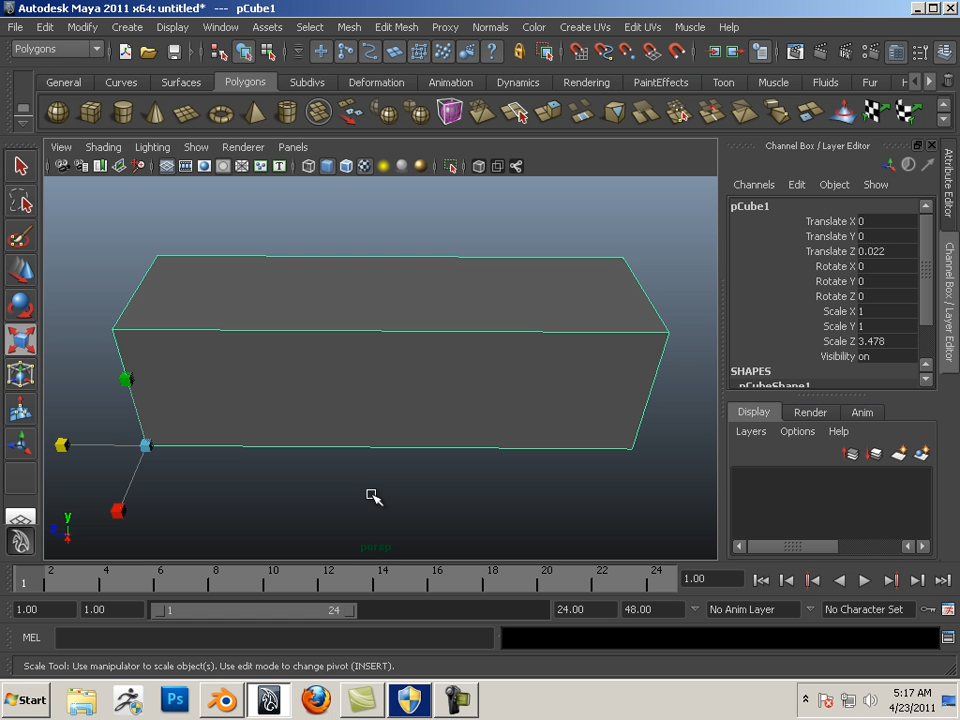 Autodesk Maya 2011 x64: untitled* --- pCube1
File Edit Modify Create Display Window Assets Select Mesh Edit Mesh Proxy Normals Color Create UVs Edit UVs Muscle Help
Polygons
General Curves Surfaces Polygons Subdivs Deformation Animation Dynamics Rendering PaintEffects Toon Muscle Fluids Fur H
View Shading Lighting Show Renderer Panels
Channel Box / Layer Editor
Channels Edit Object Show
pCube1
Translate X 0
Translate Y 0
Translate Z 0.022
Rotate X 0
Rotate Y 0
Rotate Z 0
Scale X 1
Scale Y 1
Scale Z 3.478
Visibility on
SHAPES
pCubeShape1
Attribute Editor
Channel Box / Layer Editor
Display Render Anim
Layers Options Help
y
persp
1 2 4 6 8 10 12 14 16 18 20 22 24 1.00
1.00 1.00 1 24 24.00 48.00 No Anim Layer No Character Set
MEL
Scale Tool: Use manipulator to scale object(s). Use edit mode to change pivot (INSERT).
Start Ps 5:17 AM
4/23/2011